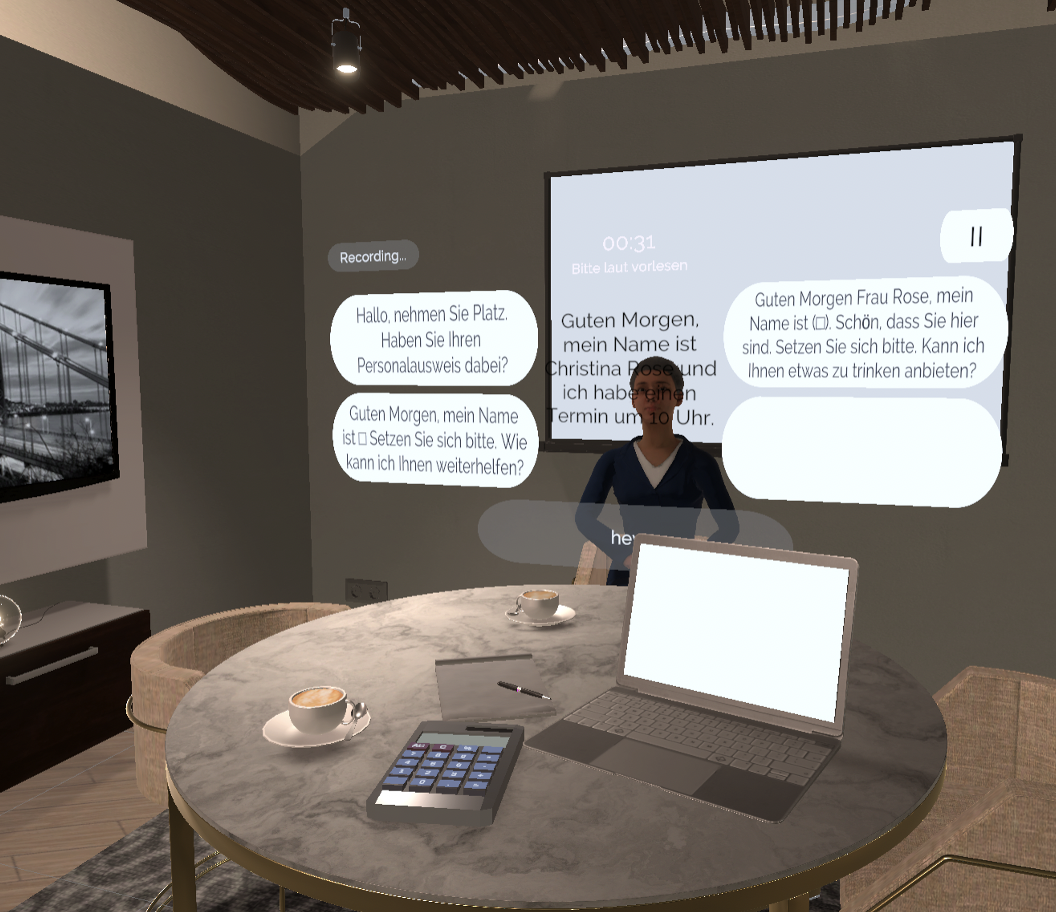 00:31
Bitte laut vorlesen
Recording...
Hallo, nehmen Sie Platz.
Haben Sie Ihren
Personalausweis dabei?
Guten Morgen, mein Name
ist □ Setzen Sie sich bitte. Wie
kann ich Ihnen weiterhelfen?
Guten Morgen,
mein Name ist
Christina Rose und
ich habe einen
Termin um 10 Uhr.
Guten Morgen Frau Rose, mein
Name ist (□). Schön, dass Sie hier
sind. Setzen Sie sich bitte. Kann ich
Ihnen etwas zu trinken anbieten?